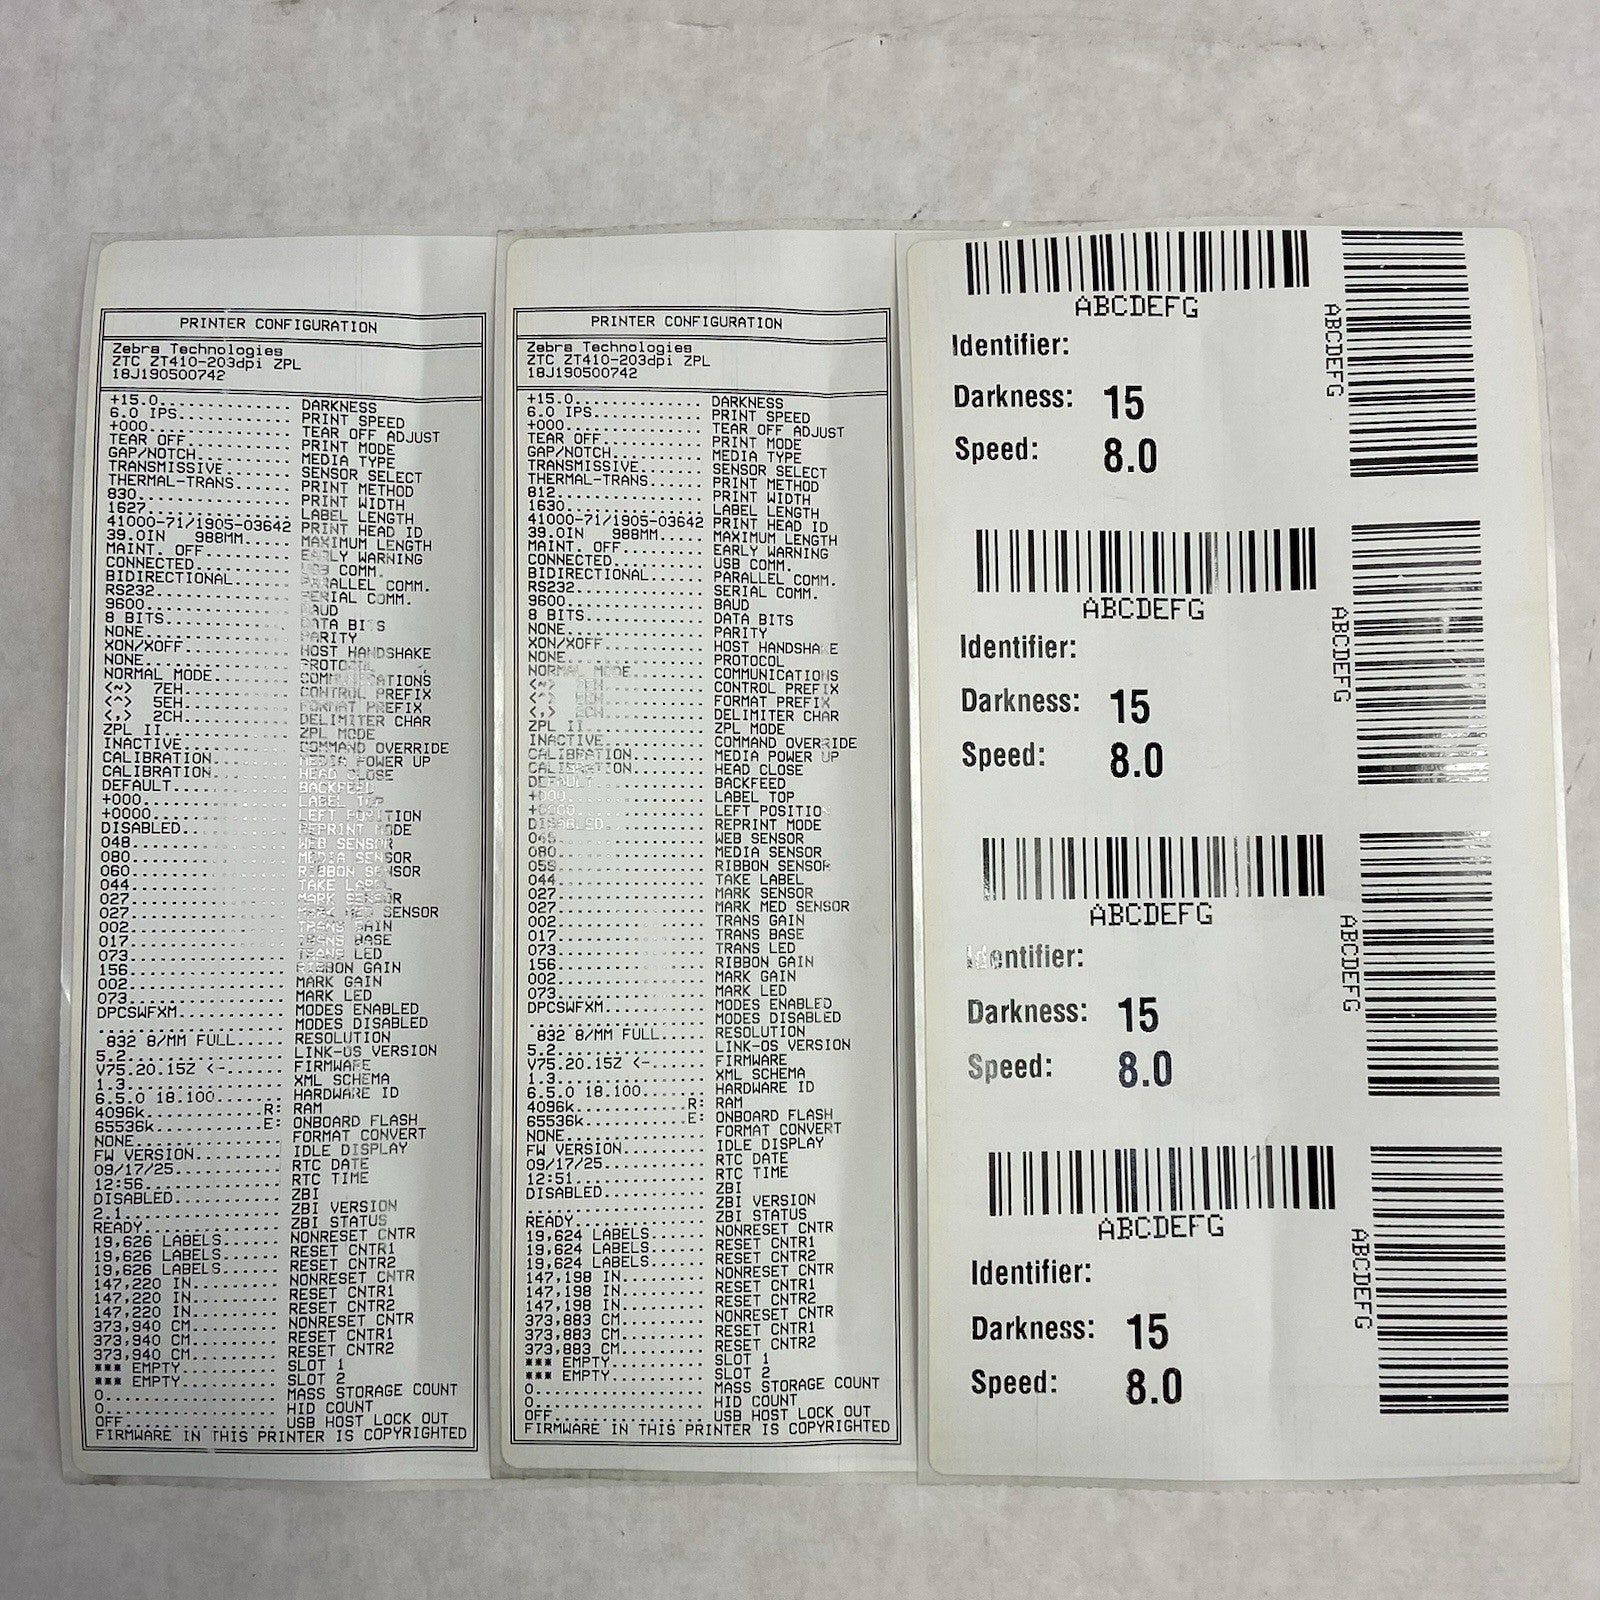 PRINTER CONFIGURATION
Zebra Technologies
ZTC ZT410-203dpi ZPL
18J190500742
+15.0.............. DARKNESS
6.0 IPS............ PRINT SPEED
+000............... TEAR OFF ADJUST
TEAR OFF........... PRINT MODE
GAP/NOTCH.......... MEDIA TYPE
TRANSMISSIVE....... SENSOR SELECT
THERMAL-TRANS...... PRINT METHOD
830................ PRINT WIDTH
1627............... LABEL LENGTH
41000-71/1905-03642 PRINT HEAD ID
39.0IN 988MM...... MAXIMUM LENGTH
MAINT. OFF......... EARLY WARNING
CONNECTED.......... USB COMM.
BIDIRECTIONAL...... PARALLEL COMM.
RS232.............. SERIAL COMM.
9600............... BAUD
8 BITS............. DATA BITS
NONE............... PARITY
XON/XOFF........... HOST HANDSHAKE
NONE............... PROTOCOL
NORMAL MODE........ COMMUNICATIONS
<~> 7EH........... CONTROL PREFIX
<^> 5EH........... FORMAT PREFIX
<,> 2CH........... DELIMITER CHAR
ZPL II............. ZPL MODE
INACTIVE........... COMMAND OVERRIDE
CALIBRATION........ MEDIA POWER UP
CALIBRATION........ HEAD CLOSE
DEFAULT............ BACKFEED
+000............... LABEL TOP
+0000.............. LEFT POSITION
DISABLED........... REPRINT MODE
048................ WEB SENSOR
080................ MEDIA SENSOR
060................ RIBBON SENSOR
044................ TAKE LABEL
027................ MARK SENSOR
027................ MARK MED SENSOR
002................ TRANS GAIN
017................ TRANS BASE
073................ TRANS LED
156................ RIBBON GAIN
002................ MARK GAIN
073................ MARK LED
DPCSWFXM........... MODES ENABLED
................... MODES DISABLED
832 8/MM FULL..... RESOLUTION
5.2................ LINK-OS VERSION
V75.20.15Z <-...... FIRMWARE
1.3................ XML SCHEMA
6.5.0 18.100....... HARDWARE ID
4096k............R: RAM
65536k...........E: ONBOARD FLASH
NONE............... FORMAT CONVERT
FW VERSION......... IDLE DISPLAY
09/17/25........... RTC DATE
12:56.............. RTC TIME
DISABLED........... ZBI
2.1................ ZBI VERSION
READY.............. ZBI STATUS
19,626 LABELS...... NONRESET CNTR
19,626 LABELS...... RESET CNTR1
19,626 LABELS...... RESET CNTR2
147,220 IN......... NONRESET CNTR
147,220 IN......... RESET CNTR1
147,220 IN......... RESET CNTR2
373,940 CM......... NONRESET CNTR
373,940 CM......... RESET CNTR1
373,940 CM......... RESET CNTR2
*** EMPTY.......... SLOT 1
*** EMPTY.......... SLOT 2
0.................. MASS STORAGE COUNT
0.................. HID COUNT
OFF................ USB HOST LOCK OUT
FIRMWARE IN THIS PRINTER IS COPYRIGHTED
PRINTER CONFIGURATION
Zebra Technologies
ZTC ZT410-203dpi ZPL
18J190500742
+15.0.............. DARKNESS
6.0 IPS............ PRINT SPEED
+000............... TEAR OFF ADJUST
TEAR OFF........... PRINT MODE
GAP/NOTCH.......... MEDIA TYPE
TRANSMISSIVE....... SENSOR SELECT
THERMAL-TRANS...... PRINT METHOD
812................ PRINT WIDTH
1630............... LABEL LENGTH
41000-71/1905-03642 PRINT HEAD ID
39.0IN 988MM...... MAXIMUM LENGTH
MAINT. OFF......... EARLY WARNING
CONNECTED.......... USB COMM.
BIDIRECTIONAL...... PARALLEL COMM.
RS232.............. SERIAL COMM.
9600............... BAUD
8 BITS............. DATA BITS
NONE............... PARITY
XON/XOFF........... HOST HANDSHAKE
NONE............... PROTOCOL
NORMAL MODE........ COMMUNICATIONS
<~> 7EH........... CONTROL PREFIX
<^> 5EH........... FORMAT PREFIX
<,> 2CH........... DELIMITER CHAR
ZPL II............. ZPL MODE
INACTIVE........... COMMAND OVERRIDE
CALIBRATION........ MEDIA POWER UP
CALIBRATION........ HEAD CLOSE
DEFAULT............ BACKFEED
+000............... LABEL TOP
+0000.............. LEFT POSITION
DISABLED........... REPRINT MODE
048................ WEB SENSOR
080................ MEDIA SENSOR
059................ RIBBON SENSOR
044................ TAKE LABEL
027................ MARK SENSOR
027................ MARK MED SENSOR
002................ TRANS GAIN
017................ TRANS BASE
073................ TRANS LED
156................ RIBBON GAIN
002................ MARK GAIN
073................ MARK LED
DPCSWFXM........... MODES ENABLED
................... MODES DISABLED
832 8/MM FULL..... RESOLUTION
5.2................ LINK-OS VERSION
V75.20.15Z <-...... FIRMWARE
1.3................ XML SCHEMA
6.5.0 18.100....... HARDWARE ID
4096k............R: RAM
65536k...........E: ONBOARD FLASH
NONE............... FORMAT CONVERT
FW VERSION......... IDLE DISPLAY
09/17/25........... RTC DATE
12:51.............. RTC TIME
DISABLED........... ZBI
................... ZBI VERSION
READY.............. ZBI STATUS
19,624 LABELS...... NONRESET CNTR
19,624 LABELS...... RESET CNTR1
19,624 LABELS...... RESET CNTR2
147,198 IN......... NONRESET CNTR
147,198 IN......... RESET CNTR1
147,198 IN......... RESET CNTR2
373,883 CM......... NONRESET CNTR
373,883 CM......... RESET CNTR1
373,883 CM......... RESET CNTR2
*** EMPTY.......... SLOT 1
*** EMPTY.......... SLOT 2
0.................. MASS STORAGE COUNT
0.................. HID COUNT
OFF................ USB HOST LOCK OUT
FIRMWARE IN THIS PRINTER IS COPYRIGHTED
ABCDEFG
ABCDEFG
Identifier:
Darkness: 15
Speed: 8.0
ABCDEFG
ABCDEFG
Identifier:
Darkness: 15
Speed: 8.0
ABCDEFG
ABCDEFG
Identifier:
Darkness: 15
Speed: 8.0
ABCDEFG
ABCDEFG
Identifier:
Darkness: 15
Speed: 8.0